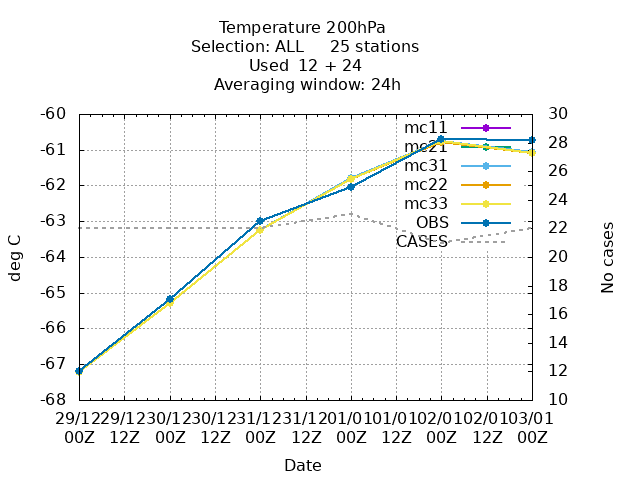 Temperature 200hPa
Selection: ALL     25 stations
Used  12 + 24
Averaging window: 24h
-60
-61
-62
-63
-64
-65
-66
-67
-68
30
28
26
24
22
20
18
16
14
12
10
deg C
No cases
mc11
mc21
mc31
mc22
mc33
OBS
CASES
29/12 29/12 30/12 30/12 31/12 31/12 01/01 01/01 02/01 02/01 03/01
00Z 12Z 00Z 12Z 00Z 12Z 00Z 12Z 00Z 12Z 00Z
Date